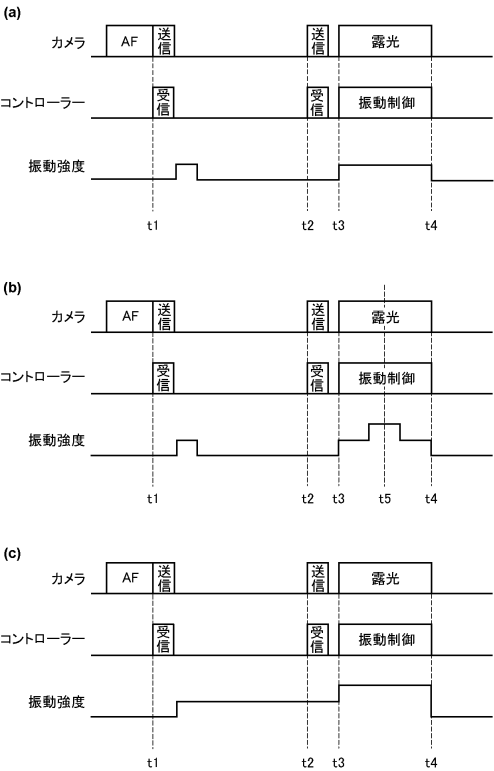 (a)
カメラ AF 送信 送信 露光
コントローラー 受信 受信 振動制御
振動強度
t1 t2 t3 t4
(b)
カメラ AF 送信 送信 露光
コントローラー 受信 受信 振動制御
振動強度
t1 t2 t3 t5 t4
(c)
カメラ AF 送信 送信 露光
コントローラー 受信 受信 振動制御
振動強度
t1 t2 t3 t4